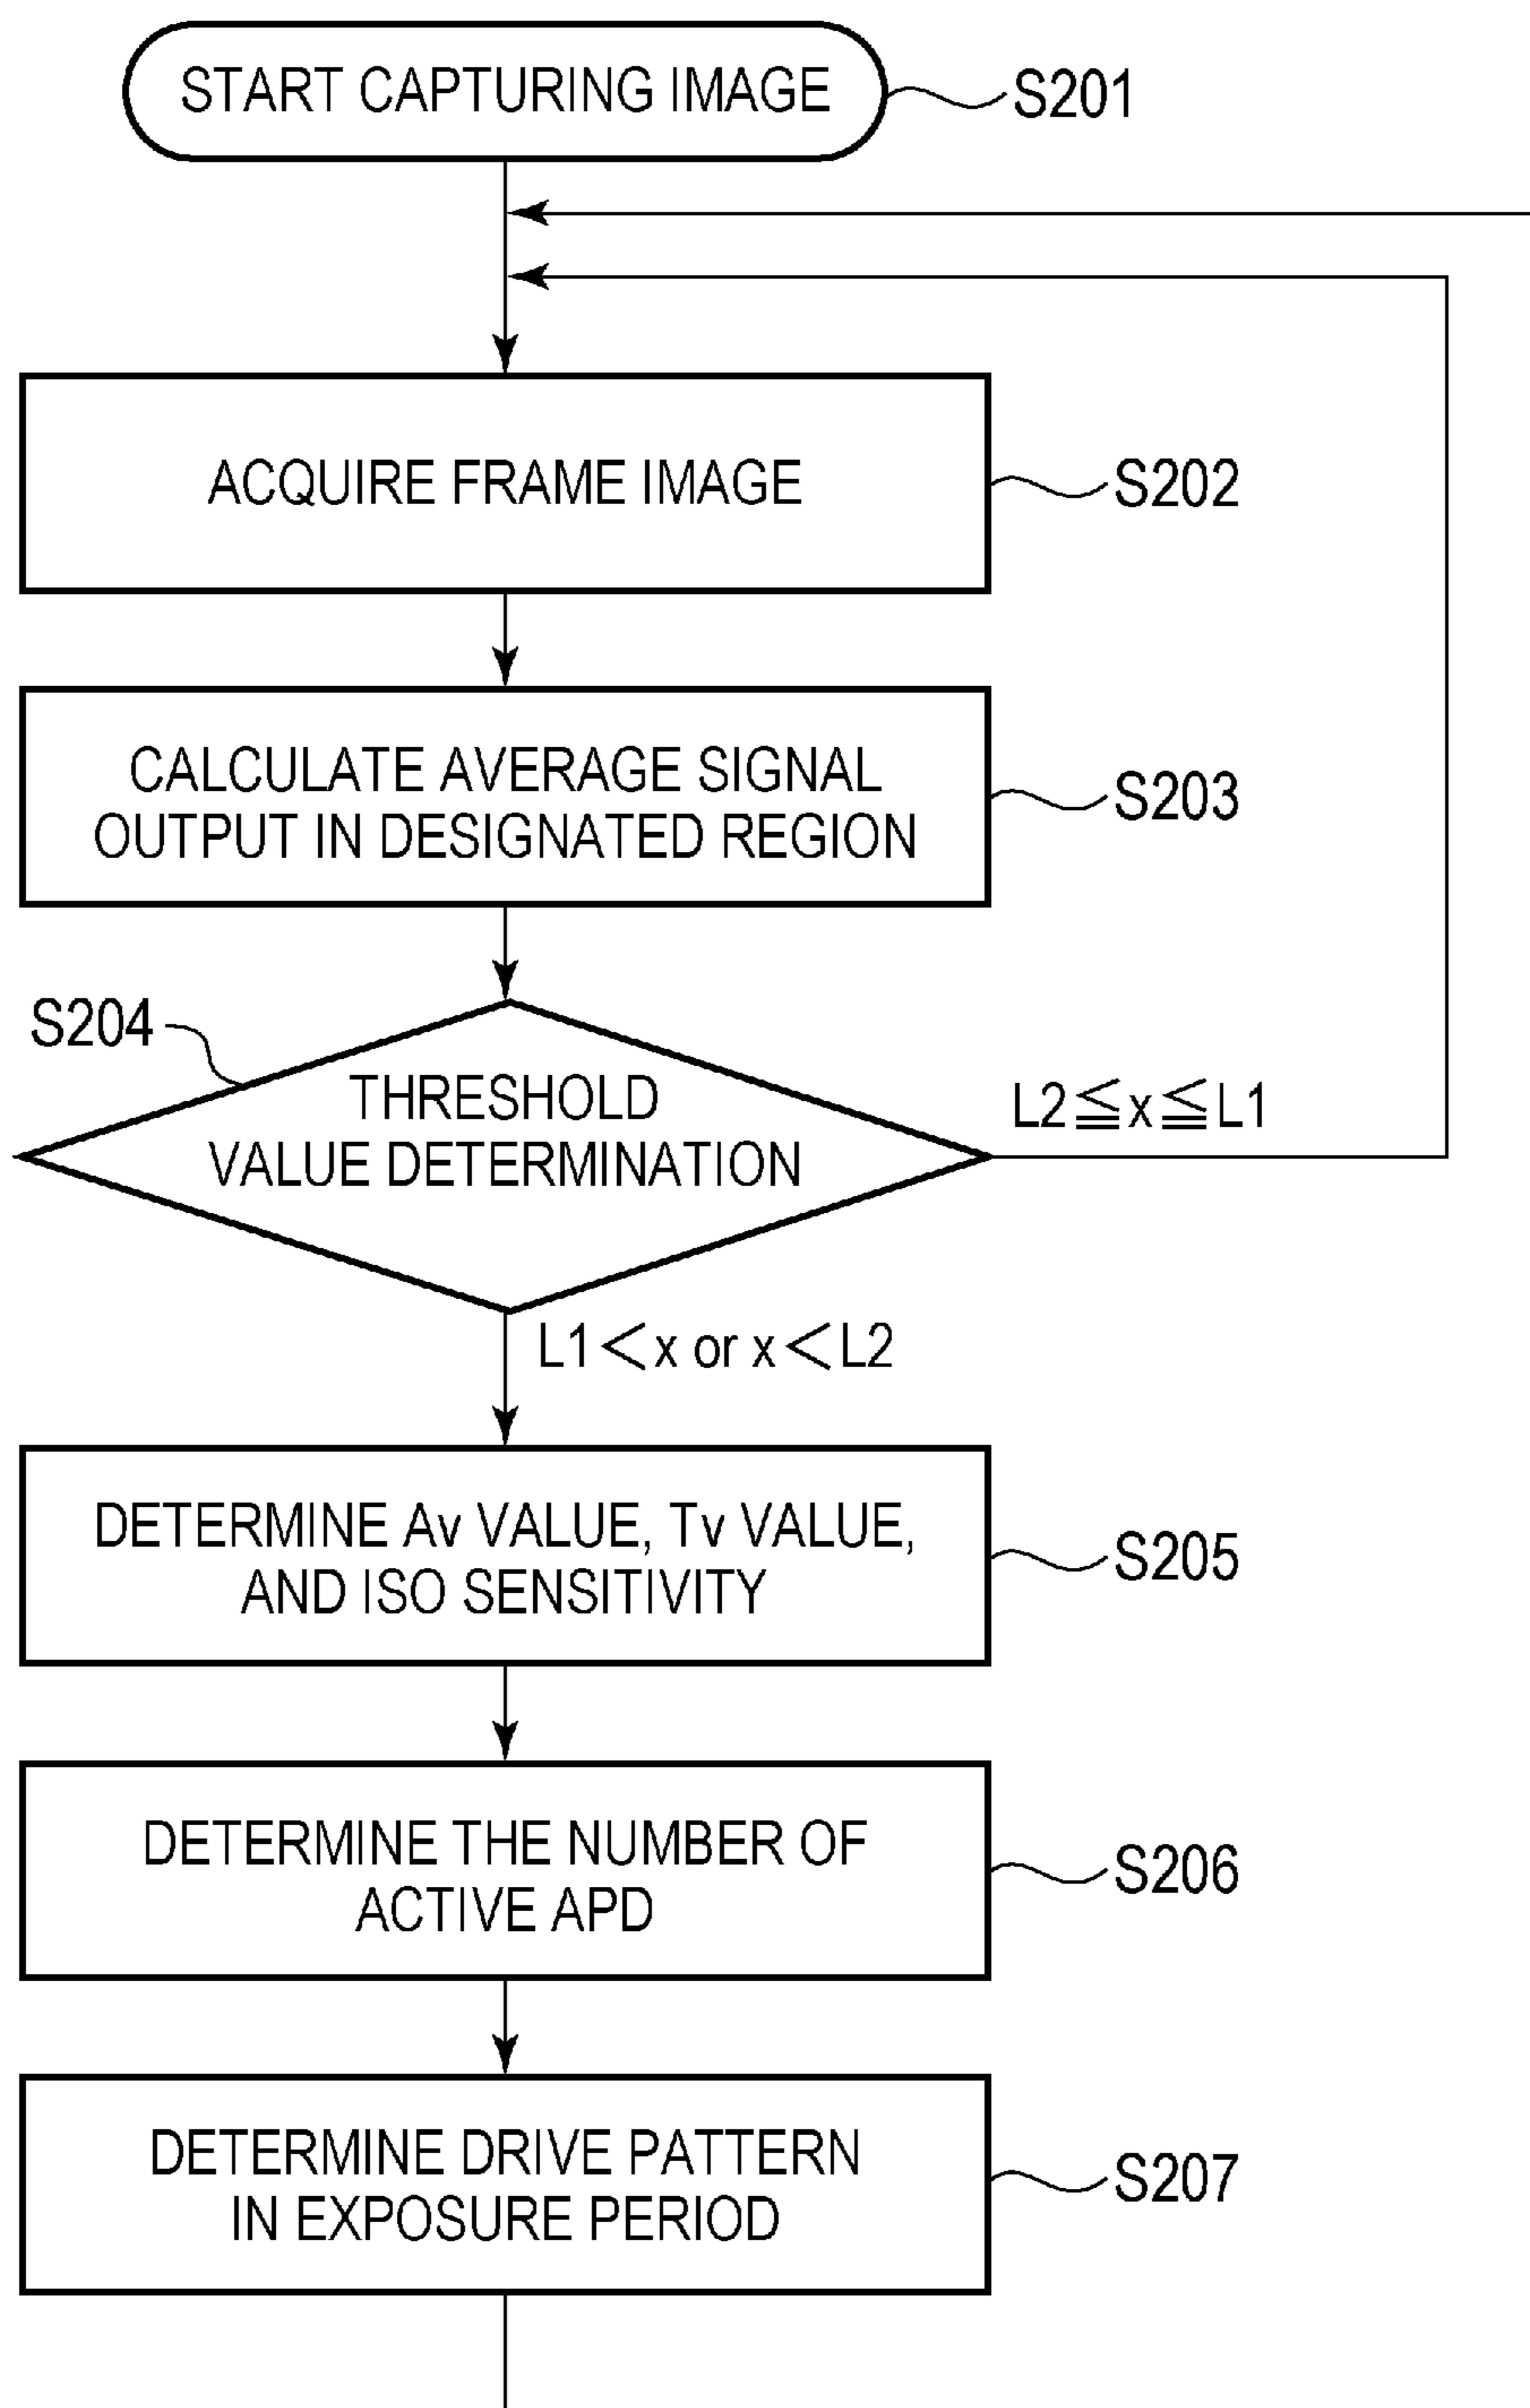 START CAPTURING IMAGE
S201
ACQUIRE FRAME IMAGE
S202
CALCULATE AVERAGE SIGNAL
OUTPUT IN DESIGNATED REGION
S203
S204
THRESHOLD
VALUE DETERMINATION
L2≦x≦L1
L1<x or x<L2
DETERMINE Av VALUE, Tv VALUE,
AND ISO SENSITIVITY
S205
DETERMINE THE NUMBER OF
ACTIVE APD
S206
DETERMINE DRIVE PATTERN
IN EXPOSURE PERIOD
S207